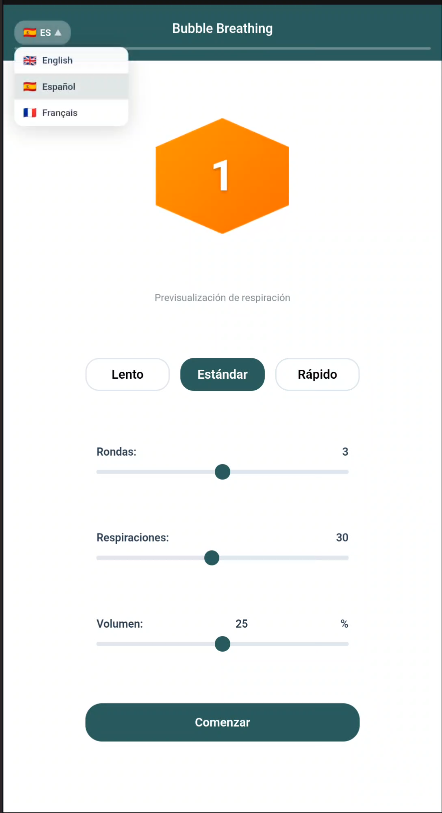 ES ▲
Bubble Breathing
English
Español
Français
1
Previsualización de respiración
Lento Estándar Rápido
Rondas: 3
Respiraciones: 30
Volumen: 25 %
Comenzar